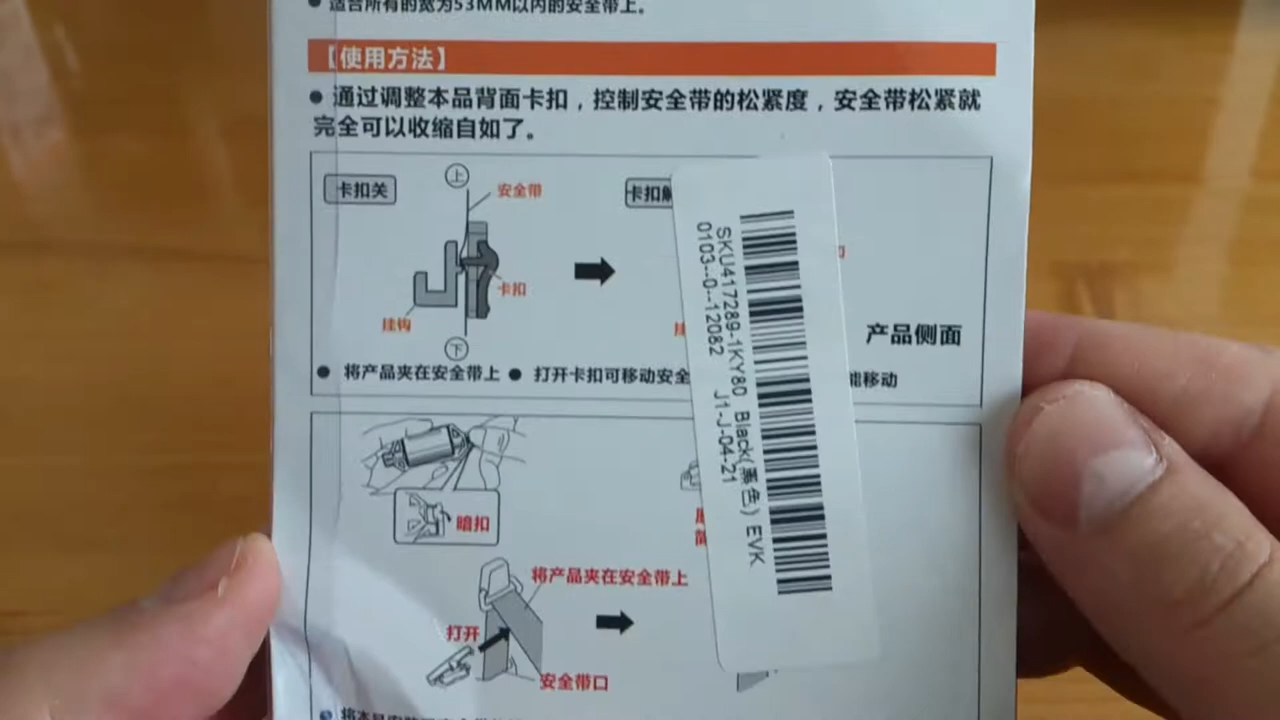 ● 适合所有的宽为53MM以内的安全带上。
【使用方法】
● 通过调整本品背面卡扣，控制安全带的松紧度，安全带松紧就
完全可以收缩自如了。
卡扣关
上
安全带
卡扣
挂钩
下
卡扣解
产品侧面
● 将产品夹在安全带上 ● 打开卡扣可移动安全
能移动
SKU417289-1KY80 Black(黑色) EVK
0103--0--12082 J1-J-04-21
暗扣
将产品夹在安全带上
打开
安全带口